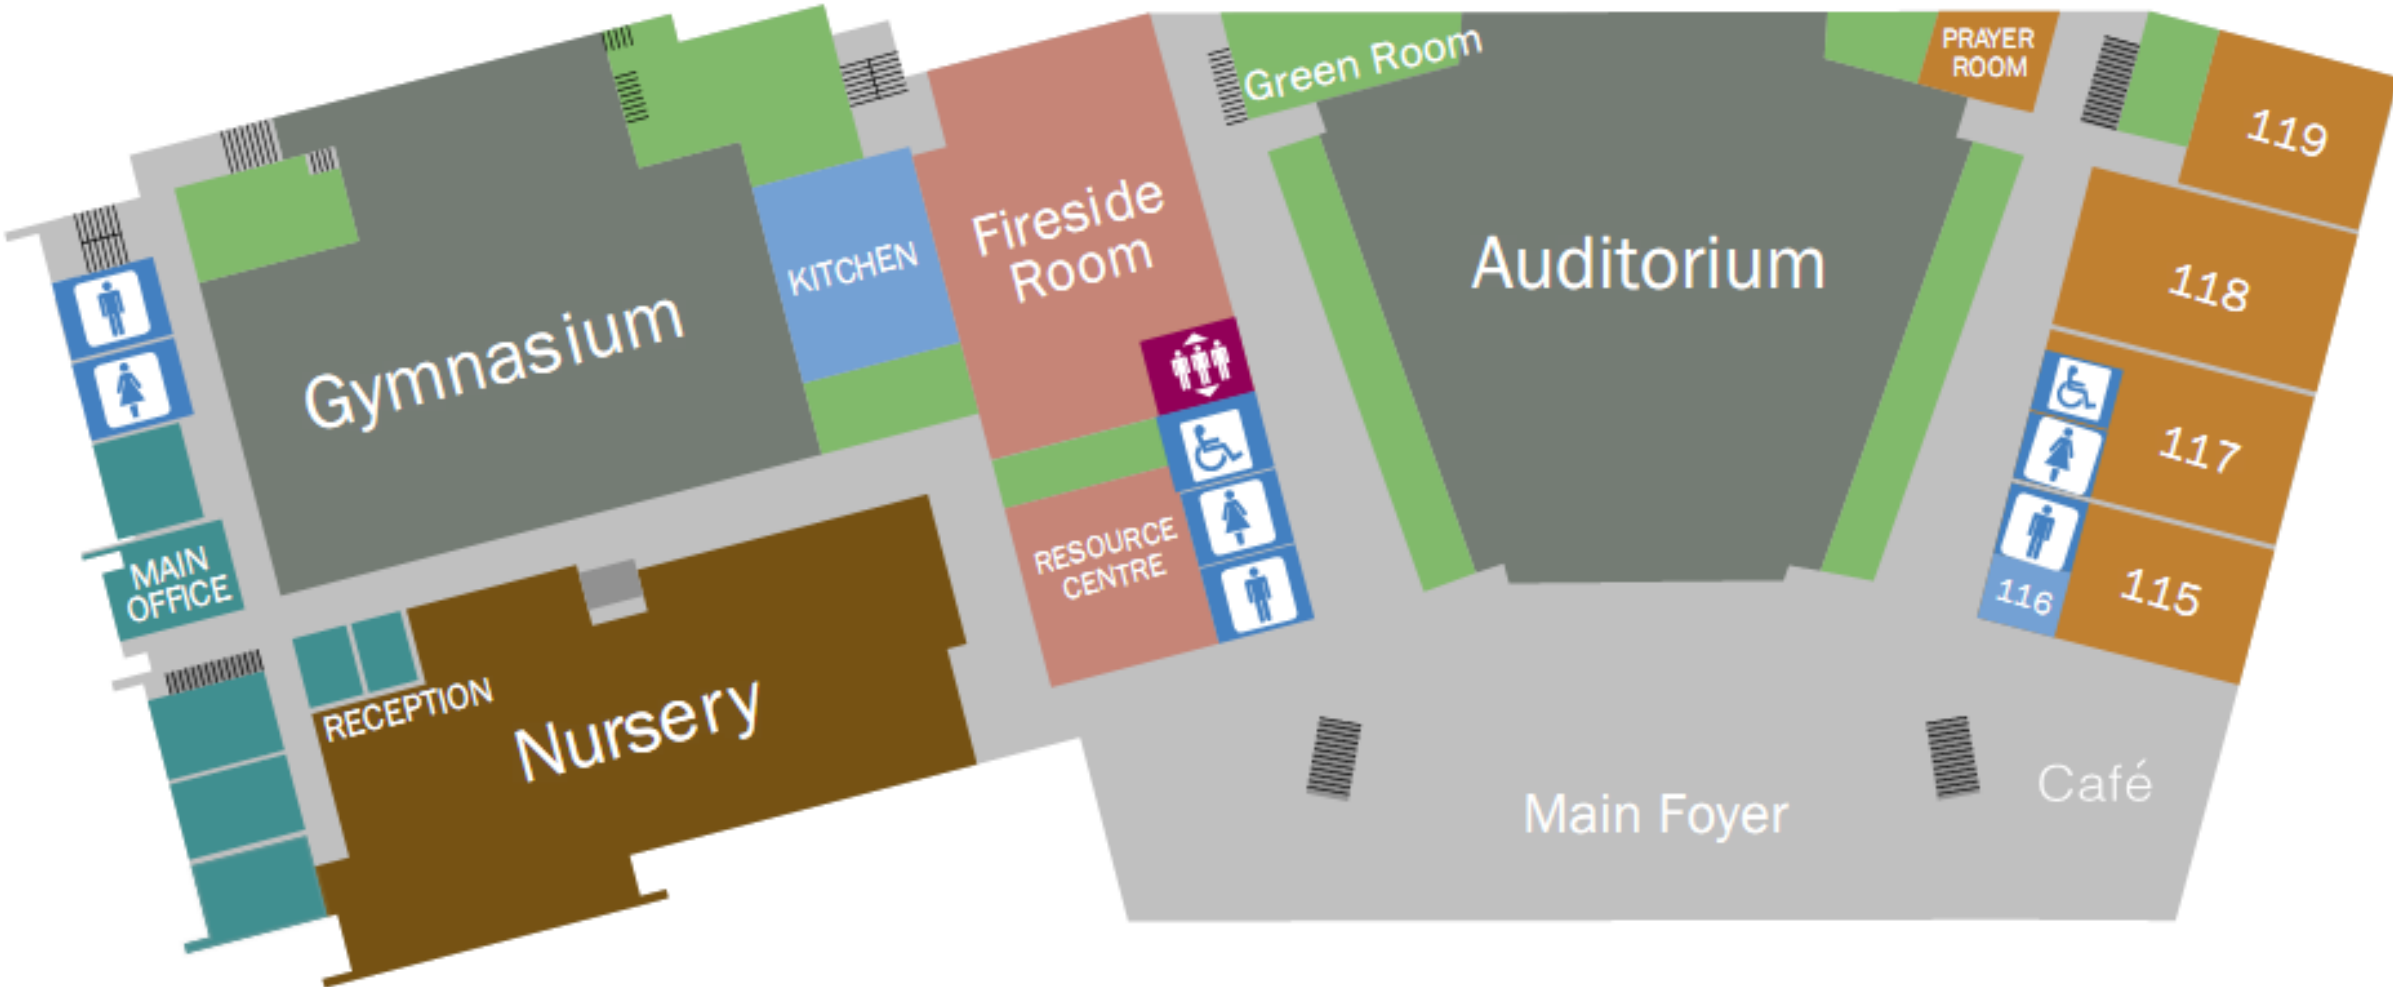 Green Room
PRAYER
ROOM
119
Fireside
Room
KITCHEN
Auditorium
118
Gymnasium
117
RESOURCE
CENTRE
MAIN
OFFICE
116
115
RECEPTION
Nursery
Main Foyer
Café